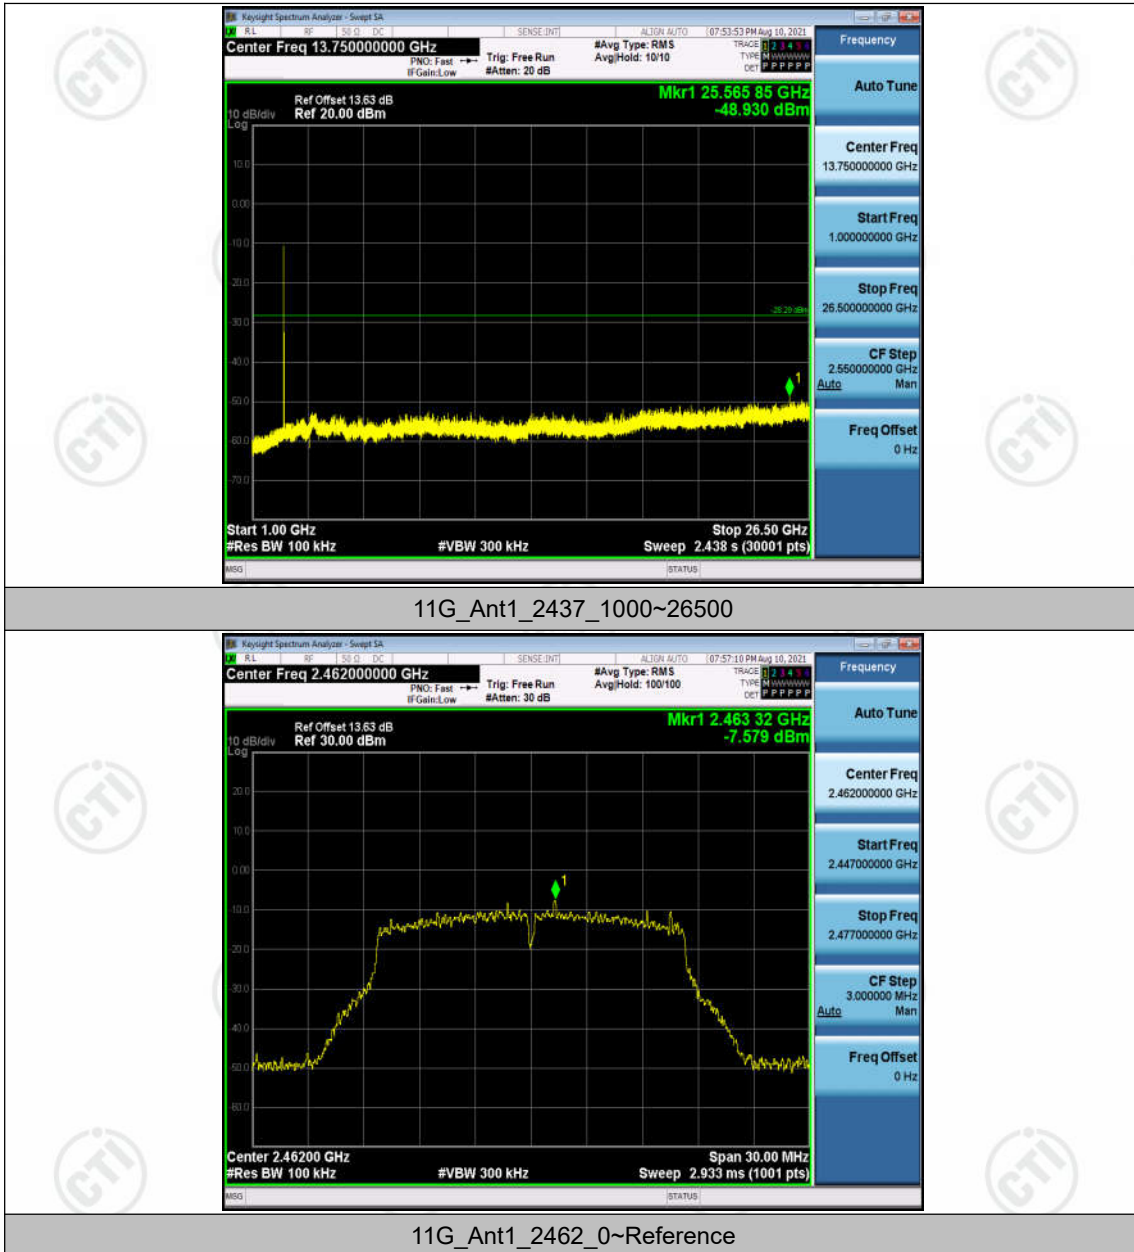 Keysight Spectrum Analyzer - Swept SA
RL RF 50 Ω DC SENSE:INT ALIGN AUTO 07:53:53 PM Aug 10, 2021
Center Freq 13.750000000 GHz
PNO: Fast
IFGain:Low
Trig: Free Run
#Atten: 20 dB
#Avg Type: RMS
Avg|Hold: 10/10
TRACE 1 2 3 4 5 6
TYPE M WWWWW
DET P P P P P P
Mkr1 25.565 85 GHz
-48.930 dBm
Ref Offset 13.63 dB
10 dB/div Ref 20.00 dBm
Log
10.0
0.00
-10.0
-20.0
-28.29 dBm
-30.0
-40.0
1
-50.0
-60.0
-70.0
Start 1.00 GHz Stop 26.50 GHz
#Res BW 100 kHz #VBW 300 kHz Sweep 2.438 s (30001 pts)
MSG STATUS
Frequency
Auto Tune
Center Freq
13.750000000 GHz
Start Freq
1.000000000 GHz
Stop Freq
26.500000000 GHz
CF Step
2.550000000 GHz
Auto Man
Freq Offset
0 Hz
11G_Ant1_2437_1000~26500
Keysight Spectrum Analyzer - Swept SA
RL RF 50 Ω DC SENSE:INT ALIGN AUTO 07:57:10 PM Aug 10, 2021
Center Freq 2.462000000 GHz
PNO: Fast
IFGain:Low
Trig: Free Run
#Atten: 30 dB
#Avg Type: RMS
Avg|Hold: 100/100
TRACE 1 2 3 4 5 6
TYPE M WWWWW
DET P P P P P P
Mkr1 2.463 32 GHz
-7.579 dBm
Ref Offset 13.63 dB
10 dB/div Ref 30.00 dBm
Log
20.0
10.0
0.00
1
-10.0
-20.0
-30.0
-40.0
-50.0
-60.0
Center 2.46200 GHz Span 30.00 MHz
#Res BW 100 kHz #VBW 300 kHz Sweep 2.933 ms (1001 pts)
MSG STATUS
Frequency
Auto Tune
Center Freq
2.462000000 GHz
Start Freq
2.447000000 GHz
Stop Freq
2.477000000 GHz
CF Step
3.000000 MHz
Auto Man
Freq Offset
0 Hz
11G_Ant1_2462_0~Reference
CTI
CTI
CTI
CTI
CTI
CTI
CTI
CTI